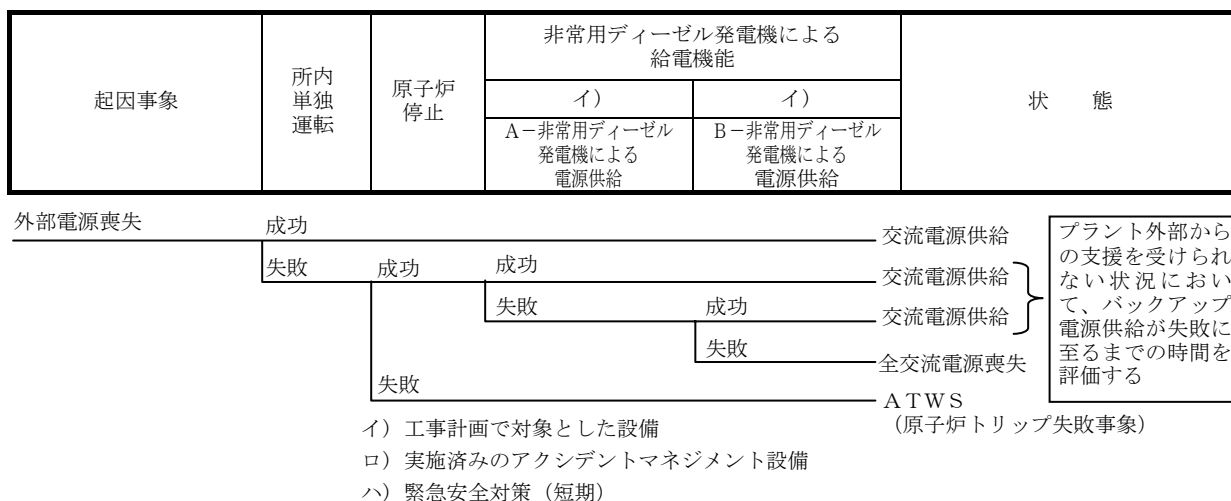 起因事象
所内
単独
運転
原子炉
停止
非常用ディーゼル発電機による
給電機能
イ）
イ）
A－非常用ディーゼル
発電機による
電源供給
B－非常用ディーゼル
発電機による
電源供給
状　態
外部電源喪失
成功
交流電源供給
失敗
成功
成功
交流電源供給
失敗
成功
交流電源供給
失敗
全交流電源喪失
失敗
ＡＴＷＳ
（原子炉トリップ失敗事象）
プラント外部から
の支援を受けられ
ない状況におい
て、バックアップ
電源供給が失敗に
至るまでの時間を
評価する
イ）工事計画で対象とした設備
ロ）実施済みのアクシデントマネジメント設備
ハ）緊急安全対策（短期）